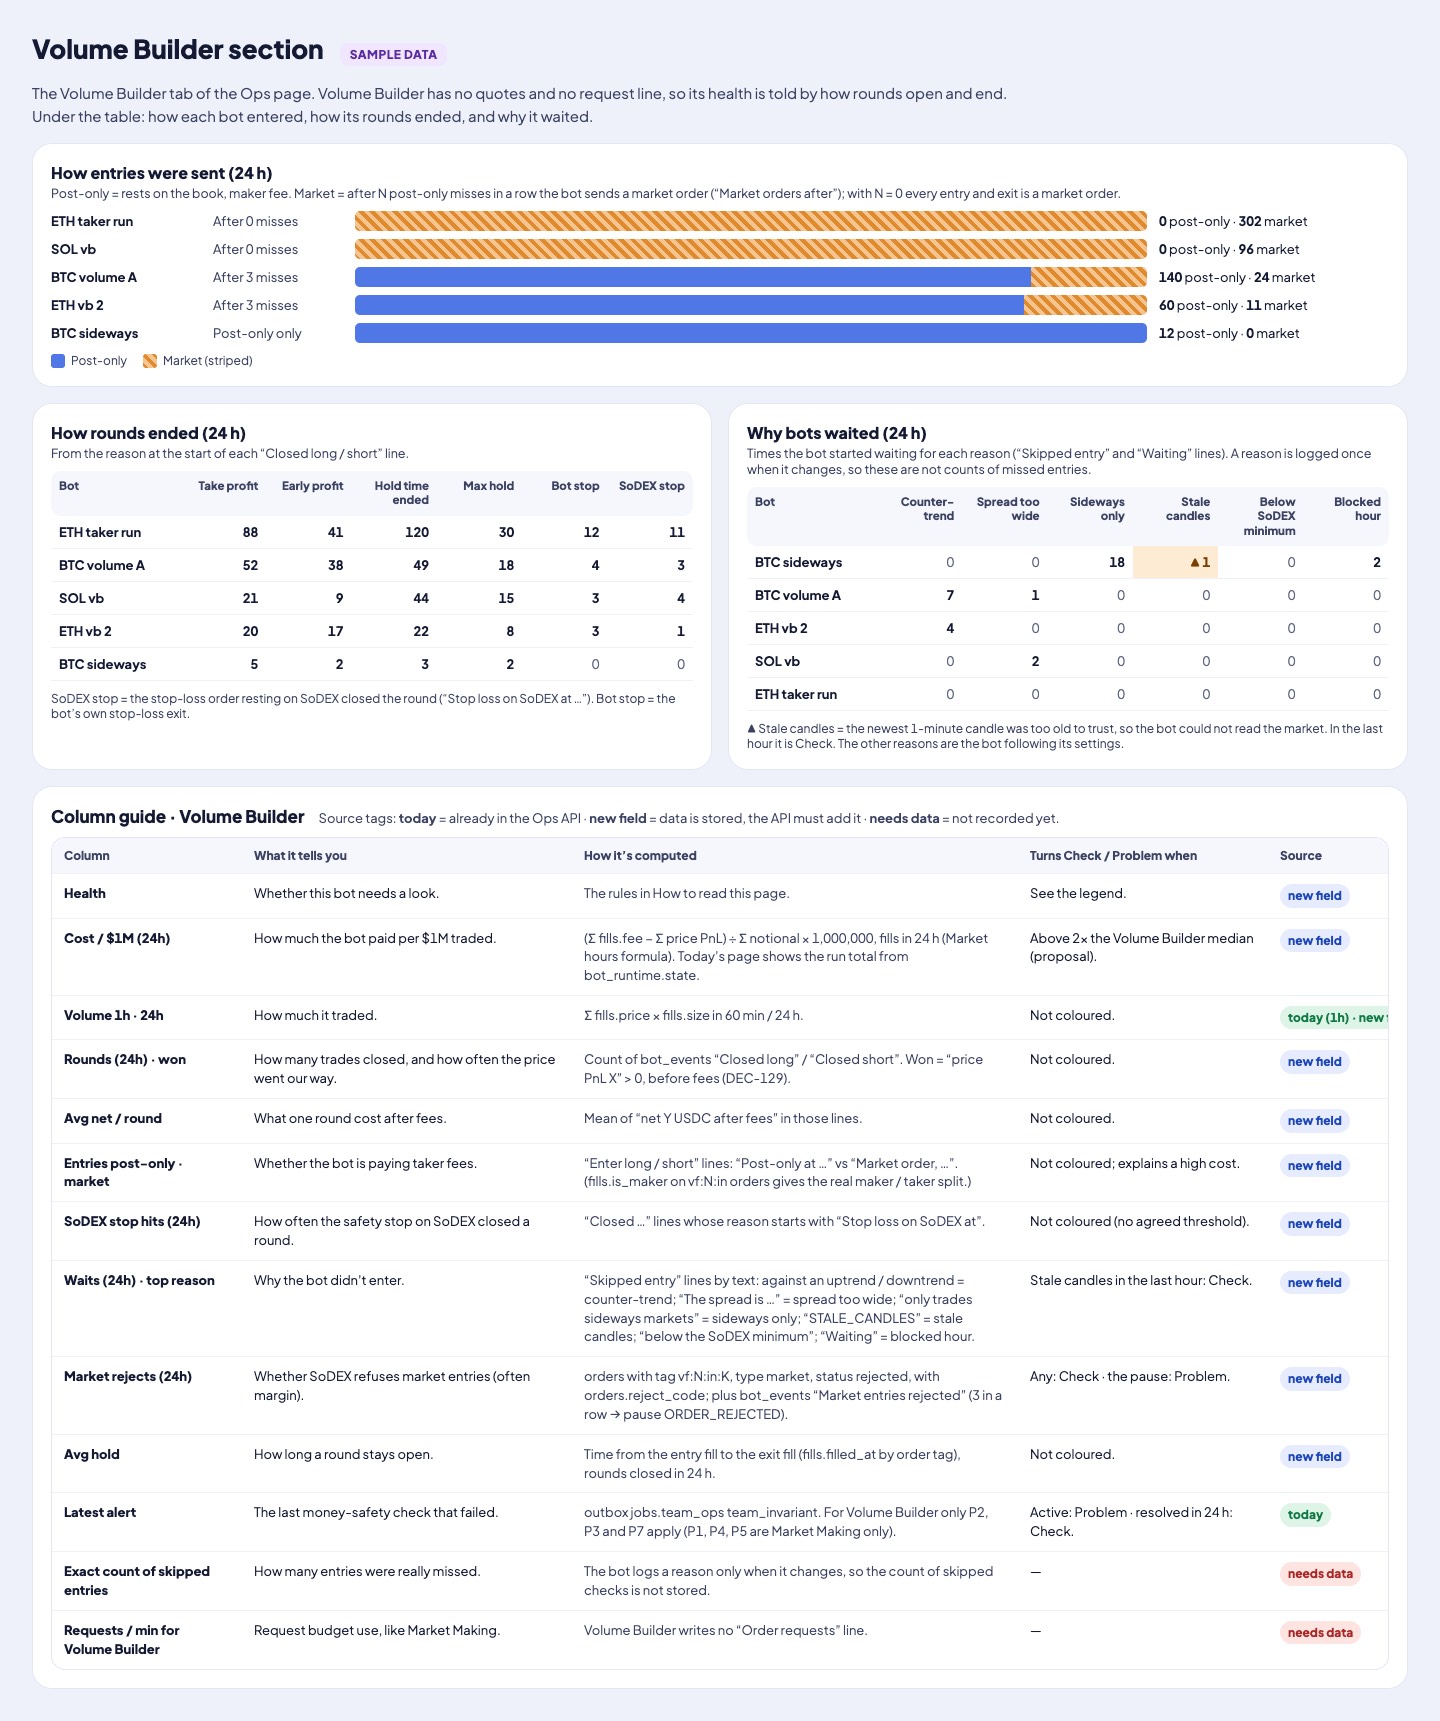 Volume Builder section SAMPLE DATA
The Volume Builder tab of the Ops page. Volume Builder has no quotes and no request line, so its health is told by how rounds open and end.
Under the table: how each bot entered, how its rounds ended, and why it waited.
How entries were sent (24 h)
Post-only = rests on the book, maker fee. Market = after N post-only misses in a row the bot sends a market order (“Market orders after”); with N = 0 every entry and exit is a market order.
ETH taker run After 0 misses 0 post-only · 302 market
SOL vb After 0 misses 0 post-only · 96 market
BTC volume A After 3 misses 140 post-only · 24 market
ETH vb 2 After 3 misses 60 post-only · 11 market
BTC sideways Post-only only 12 post-only · 0 market
Post-only Market (striped)
How rounds ended (24 h)
From the reason at the start of each “Closed long / short” line.
Bot Take profit Early profit Hold time Max hold Bot stop SoDEX stop
ended
ETH taker run 88 41 120 30 12 11
BTC volume A 52 38 49 18 4 3
SOL vb 21 9 44 15 3 4
ETH vb 2 20 17 22 8 3 1
BTC sideways 5 2 3 2 0 0
SoDEX stop = the stop-loss order resting on SoDEX closed the round (“Stop loss on SoDEX at …”). Bot stop = the
bot’s own stop-loss exit.
Why bots waited (24 h)
Times the bot started waiting for each reason (“Skipped entry” and “Waiting” lines). A reason is logged once
when it changes, so these are not counts of missed entries.
Bot Counter- Spread too Sideways Stale Below Blocked
trend wide only candles SoDEX hour
minimum
BTC sideways 0 0 18 ▲ 1 0 2
BTC volume A 7 1 0 0 0 0
ETH vb 2 4 0 0 0 0 0
SOL vb 0 2 0 0 0 0
ETH taker run 0 0 0 0 0 0
▲ Stale candles = the newest 1-minute candle was too old to trust, so the bot could not read the market. In the last
hour it is Check. The other reasons are the bot following its settings.
Column guide · Volume Builder Source tags: today = already in the Ops API · new field = data is stored, the API must add it · needs data = not recorded yet.
Column What it tells you How it’s computed Turns Check / Problem when Source
Health Whether this bot needs a look. The rules in How to read this page. See the legend. new field
Cost / $1M (24h) How much the bot paid per $1M traded. (Σ fills.fee − Σ price PnL) ÷ Σ notional × 1,000,000, fills in 24 h (Market Above 2× the Volume Builder median new field
hours formula). Today’s page shows the run total from (proposal).
bot_runtime.state.
Volume 1h · 24h How much it traded. Σ fills.price × fills.size in 60 min / 24 h. Not coloured. today (1h) · new
Rounds (24h) · won How many trades closed, and how often the price Count of bot_events “Closed long” / “Closed short”. Won = “price Not coloured. new field
went our way. PnL X” > 0, before fees (DEC-129).
Avg net / round What one round cost after fees. Mean of “net Y USDC after fees” in those lines. Not coloured. new field
Entries post-only · Whether the bot is paying taker fees. “Enter long / short” lines: “Post-only at …” vs “Market order, …”. Not coloured; explains a high cost. new field
market (fills.is_maker on vf:N:in orders gives the real maker / taker split.)
SoDEX stop hits (24h) How often the safety stop on SoDEX closed a “Closed …” lines whose reason starts with “Stop loss on SoDEX at”. Not coloured (no agreed threshold). new field
round.
Waits (24h) · top reason Why the bot didn’t enter. “Skipped entry” lines by text: against an uptrend / downtrend = Stale candles in the last hour: Check. new field
counter-trend; “The spread is …” = spread too wide; “only trades
sideways markets” = sideways only; “STALE_CANDLES” = stale
candles; “below the SoDEX minimum”; “Waiting” = blocked hour.
Market rejects (24h) Whether SoDEX refuses market entries (often orders with tag vf:N:in:K, type market, status rejected, with Any: Check · the pause: Problem. new field
margin). orders.reject_code; plus bot_events “Market entries rejected” (3 in a
row → pause ORDER_REJECTED).
Avg hold How long a round stays open. Time from the entry fill to the exit fill (fills.filled_at by order tag), Not coloured. new field
rounds closed in 24 h.
Latest alert The last money-safety check that failed. outbox jobs.team_ops team_invariant. For Volume Builder only P2, Active: Problem · resolved in 24 h: today
P3 and P7 apply (P1, P4, P5 are Market Making only). Check.
Exact count of skipped How many entries were really missed. The bot logs a reason only when it changes, so the count of skipped — needs data
entries checks is not stored.
Requests / min for Request budget use, like Market Making. Volume Builder writes no “Order requests” line. — needs data
Volume Builder